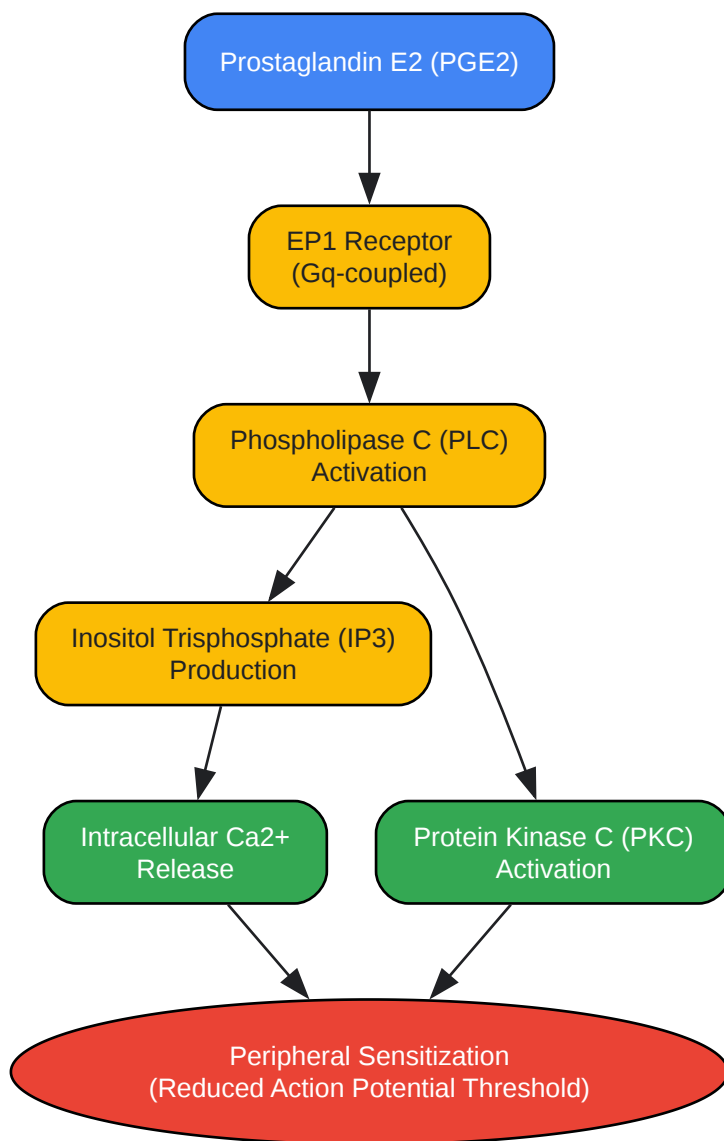 Prostaglandin E2 (PGE2)
EP1 Receptor
(Gq-coupled)
Phospholipase C (PLC)
Activation
Inositol Trisphosphate (IP3)
Production
Intracellular Ca2+
Release
Protein Kinase C (PKC)
Activation
Peripheral Sensitization
(Reduced Action Potential Threshold)